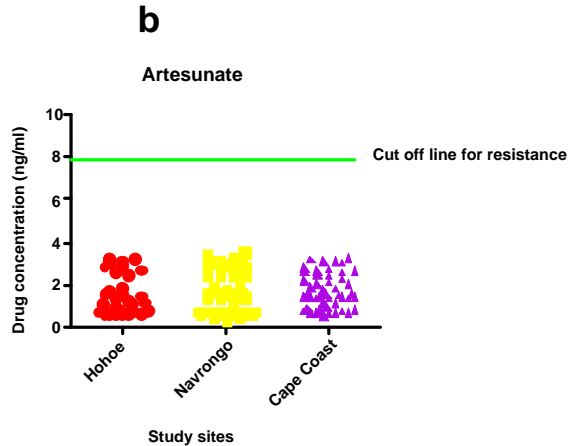 b
Artesunate
Drug concentration (ng/ml)
10
8
6
4
2
0
Cut off line for resistance
Hohoe
Navrongo
Cape Coast
Study sites